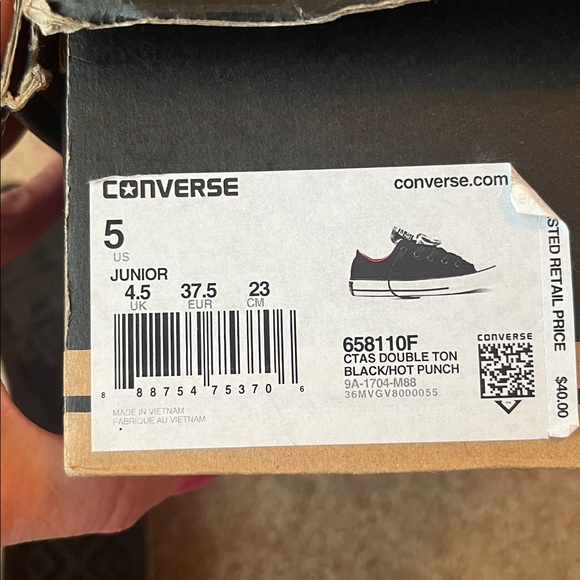 CONVERSE
converse.com
5
US
JUNIOR
4.5 37.5 23
UK EUR CM
8 88754 75370 6
MADE IN VIETNAM
FABRIQUE AU VIETNAM
658110F
CTAS DOUBLE TON
BLACK/HOT PUNCH
9A-1704-M88
36MVGV8000055
CONVERSE
STED RETAIL PRICE
$40.00